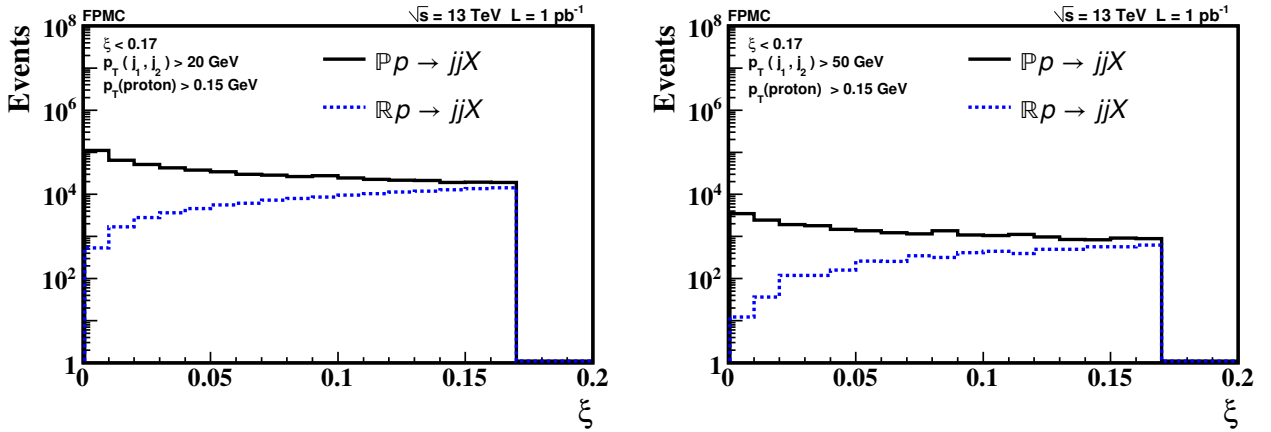 FPMC √s = 13 TeV L = 1 pb⁻¹
Events
10⁸
10⁶
10⁴
10²
1
ξ < 0.17
p_T ( j₁ , j₂ ) > 20 GeV
p_T(proton) > 0.15 GeV
ℙp → jjX
ℝp → jjX
0 0.05 0.1 0.15 0.2
ξ
FPMC √s = 13 TeV L = 1 pb⁻¹
Events
10⁸
10⁶
10⁴
10²
1
ξ < 0.17
p_T ( j₁ , j₂ ) > 50 GeV
p_T(proton) > 0.15 GeV
ℙp → jjX
ℝp → jjX
0 0.05 0.1 0.15 0.2
ξ